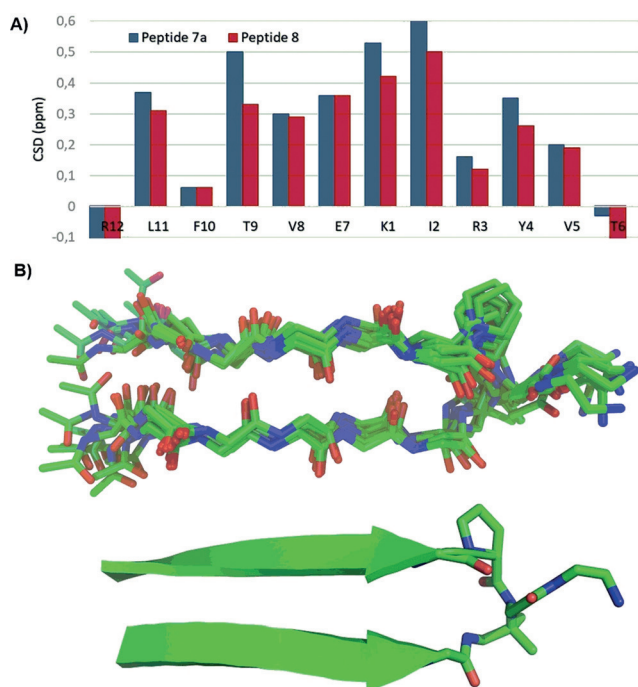 A)
Peptide 7a Peptide 8
CSD (ppm)
0,6
0,5
0,4
0,3
0,2
0,1
0
-0,1
R12 L11 F10 T9 V8 E7 K1 I2 R3 Y4 V5 T6
B)